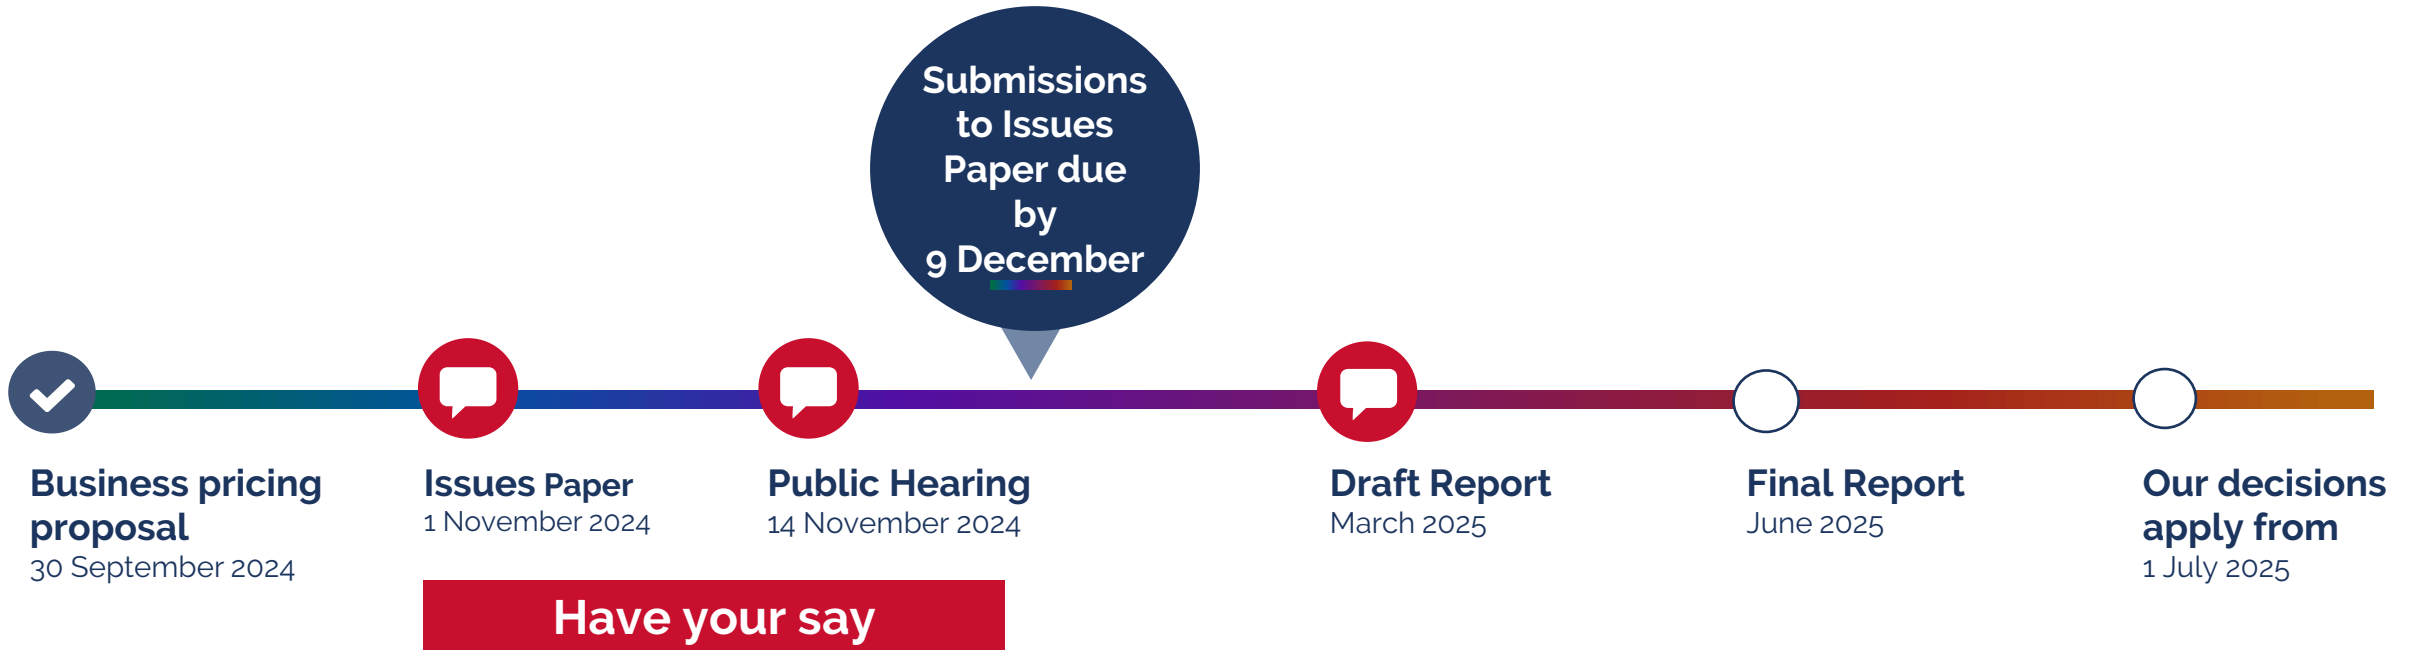 Submissions
to Issues
Paper due
by
9 December
Business pricing
proposal
30 September 2024
Issues Paper
1 November 2024
Public Hearing
14 November 2024
Draft Report
March 2025
Final Report
June 2025
Our decisions
apply from
1 July 2025
Have your say